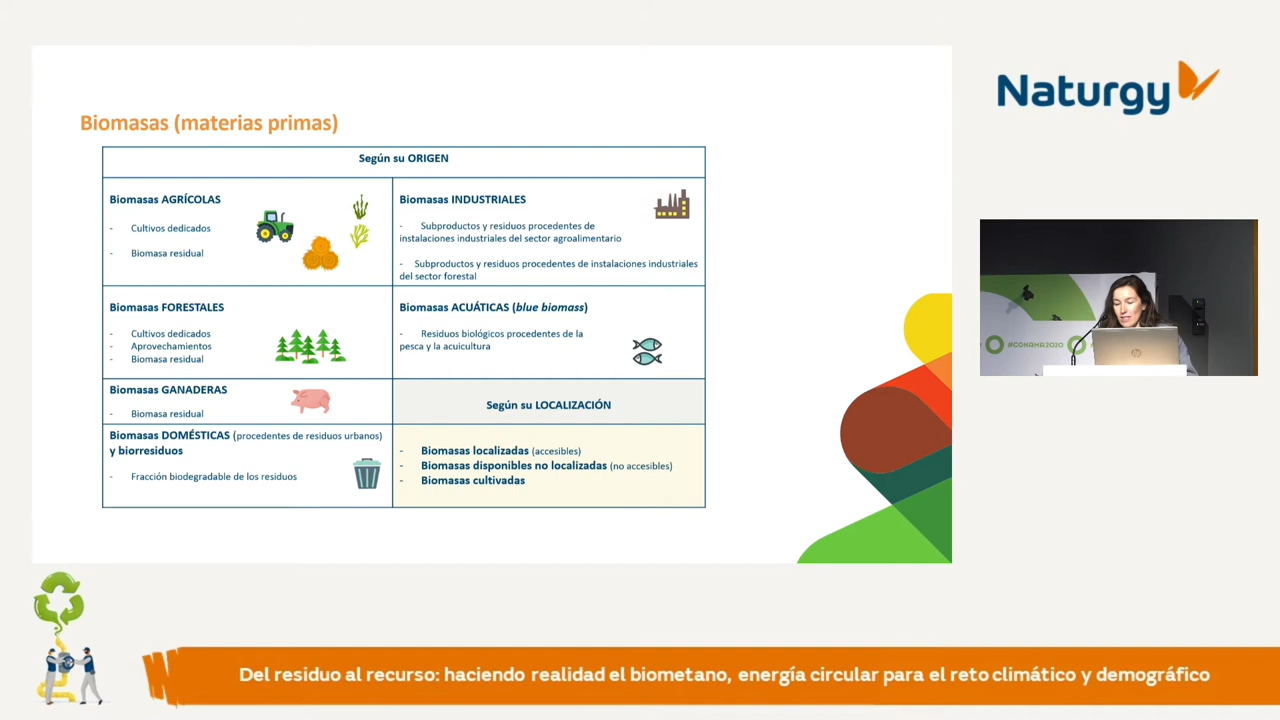 Naturgy
Biomasas (materias primas)
Según su ORIGEN
Biomasas AGRÍCOLAS
- Cultivos dedicados
- Biomasa residual
Biomasas INDUSTRIALES
- Subproductos y residuos procedentes de
instalaciones industriales del sector agroalimentario
- Subproductos y residuos procedentes de instalaciones industriales
del sector forestal
Biomasas FORESTALES
- Cultivos dedicados
- Aprovechamientos
- Biomasa residual
Biomasas ACUÁTICAS (blue biomass)
- Residuos biológicos procedentes de la
pesca y la acuicultura
Biomasas GANADERAS
- Biomasa residual
Según su LOCALIZACIÓN
Biomasas DOMÉSTICAS (procedentes de residuos urbanos)
y biorresiduos
- Fracción biodegradable de los residuos
- Biomasas localizadas (accesibles)
- Biomasas disponibles no localizadas (no accesibles)
- Biomasas cultivadas
#CONAMA2020
hp
Del residuo al recurso: haciendo realidad el biometano, energía circular para el reto climático y demográfico